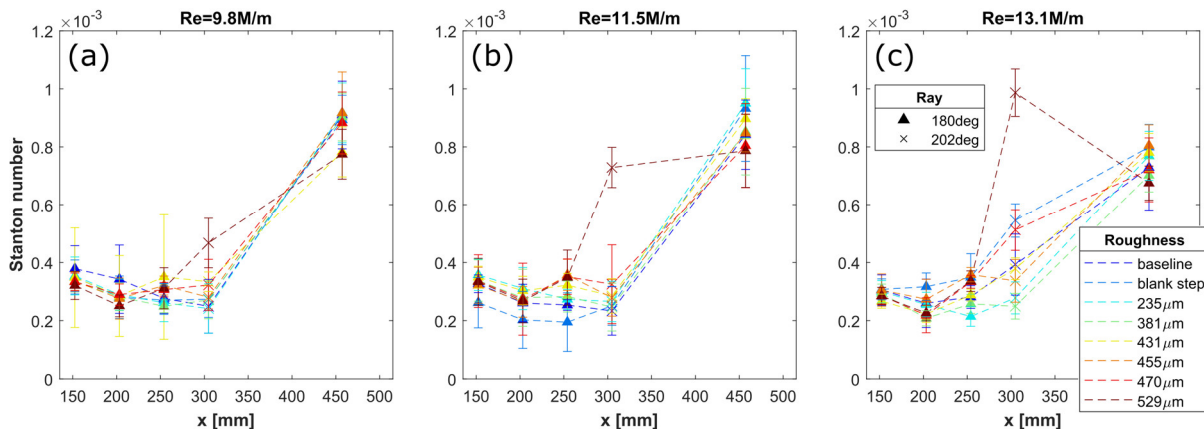 Re=9.8M/m
×10⁻³
(a)
1.2
1
0.8
0.6
0.4
0.2
0
Stanton number
150 200 250 300 350 400 450 500
x [mm]
Re=11.5M/m
×10⁻³
(b)
1.2
1
0.8
0.6
0.4
0.2
0
150 200 250 300 350 400 450 500
x [mm]
Re=13.1M/m
×10⁻³
(c)
1.2
1
0.8
0.6
0.4
0.2
0
150 200 250 300 350
x [mm]
Ray
180deg
202deg
Roughness
baseline
blank step
235μm
381μm
431μm
455μm
470μm
529μm